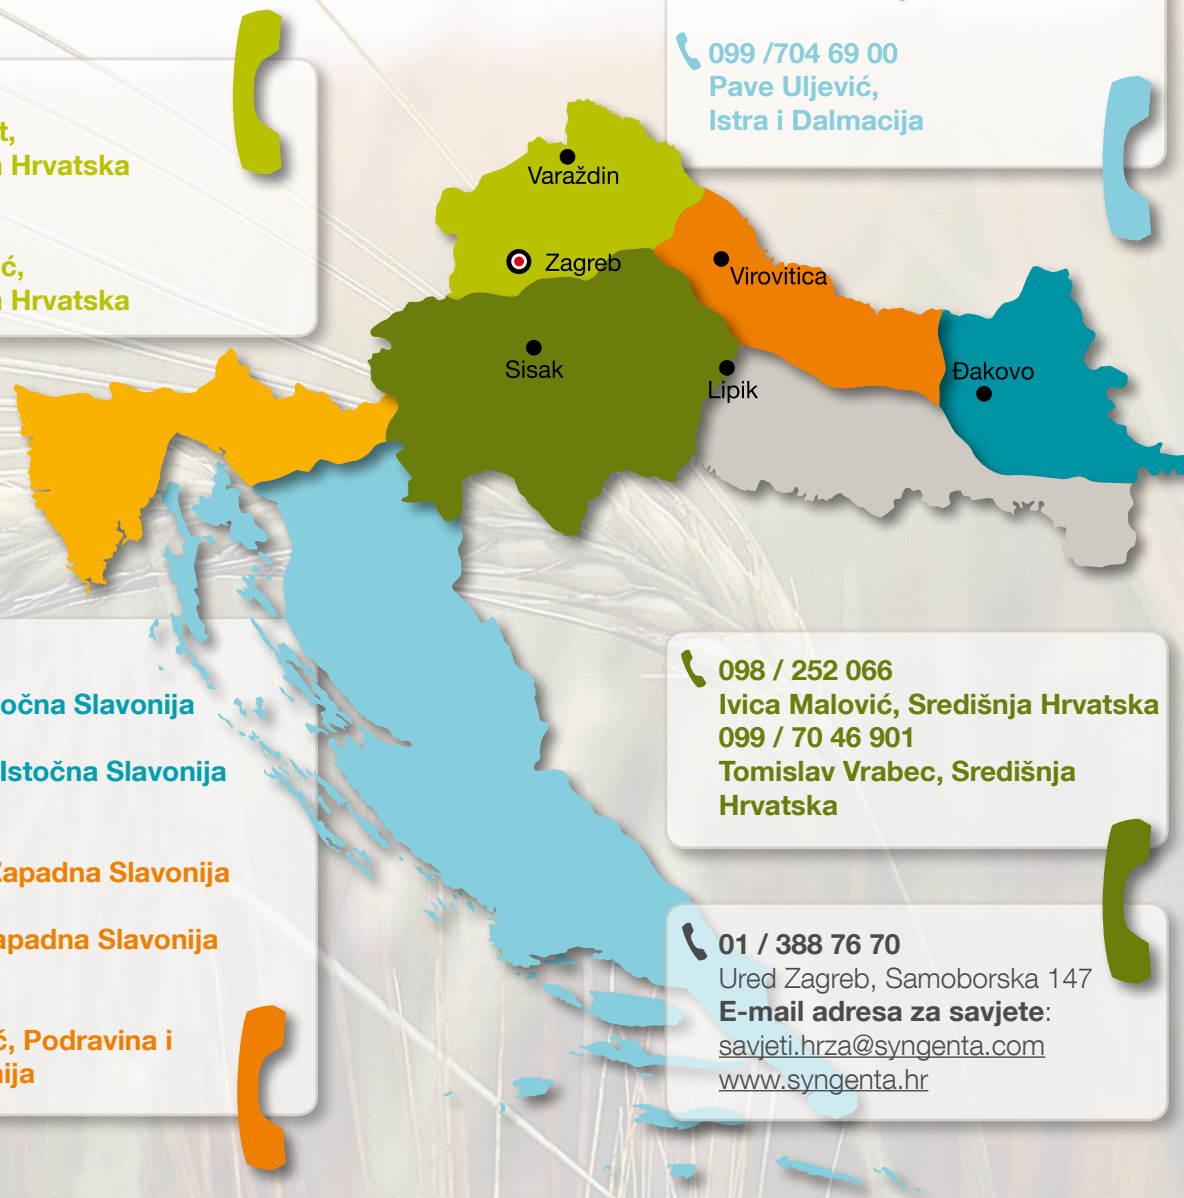 099 /704 69 00
Pave Uljević,
Istra i Dalmacija
Hrvatska
Hrvatska
Varaždin
Zagreb
Virovitica
Sisak
Lipik
Đakovo
Slavonija
Istočna Slavonija
Zapadna Slavonija
Slavonija
Podravina i
098 / 252 066
Ivica Malović, Središnja Hrvatska
099 / 70 46 901
Tomislav Vrabec, Središnja
Hrvatska
01 / 388 76 70
Ured Zagreb, Samoborska 147
E-mail adresa za savjete:
savjeti.hrza@syngenta.com
www.syngenta.hr